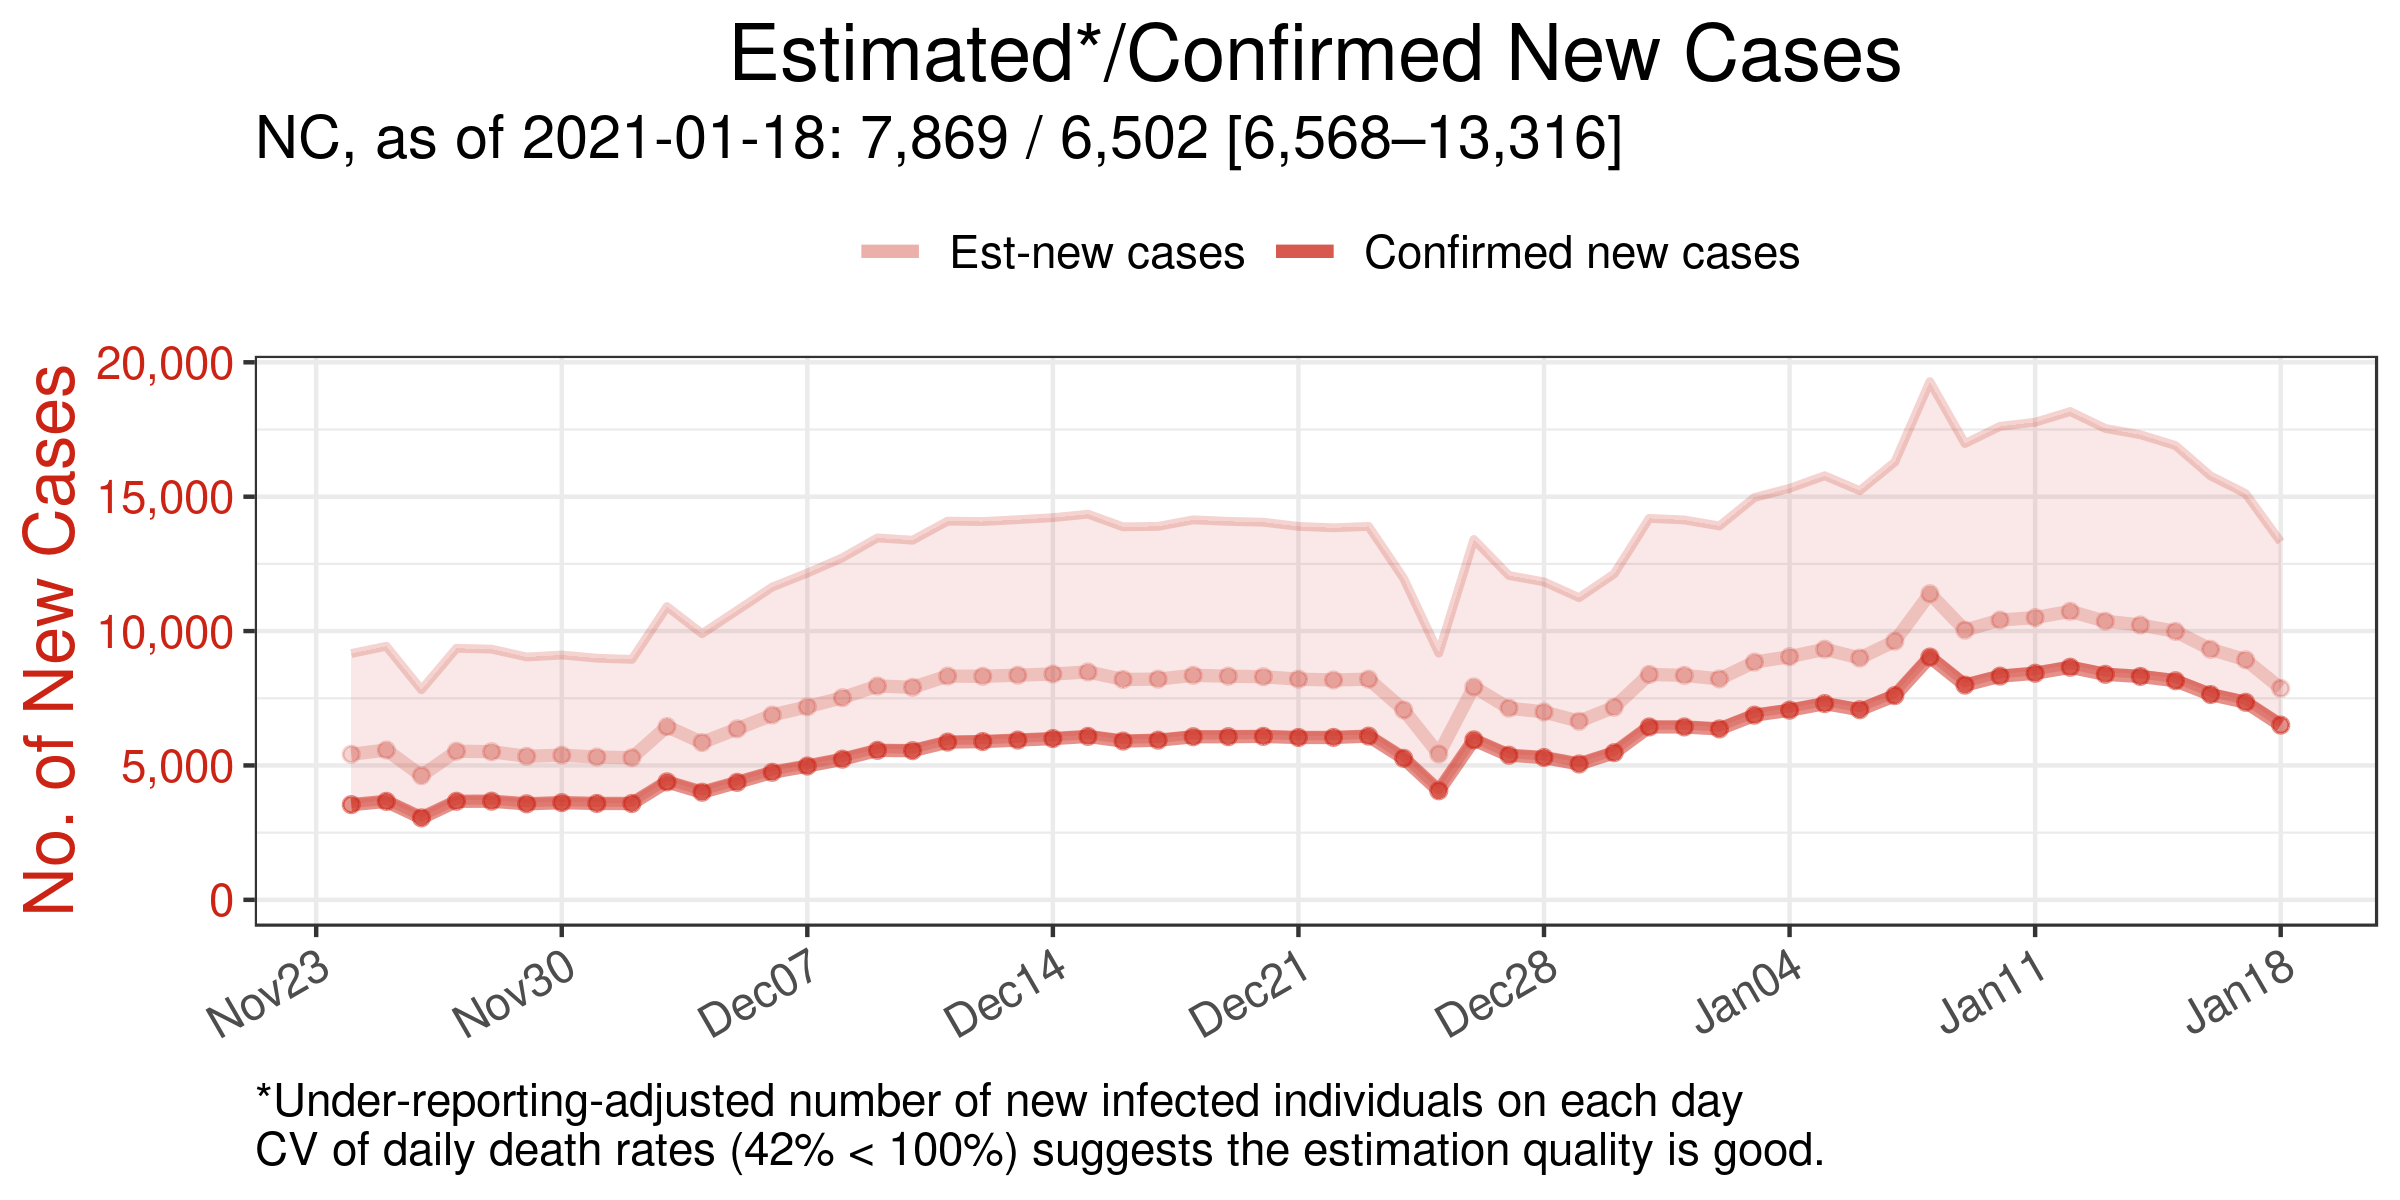 Estimated*/Confirmed New Cases
NC, as of 2021-01-18: 7,869 / 6,502 [6,568–13,316]
Est-new cases
Confirmed new cases
No. of New Cases
20,000
15,000
10,000
5,000
0
Nov23
Nov30
Dec07
Dec14
Dec21
Dec28
Jan04
Jan11
Jan18
*Under-reporting-adjusted number of new infected individuals on each day
CV of daily death rates (42% < 100%) suggests the estimation quality is good.